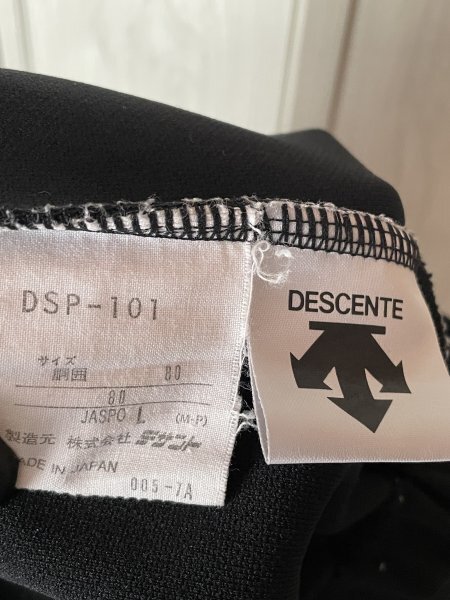 DSP-101
サイズ
胴囲 80
80
JASPO L (M-P)
製造元 株式会社デサント
MADE IN JAPAN
005-7A
DESCENTE